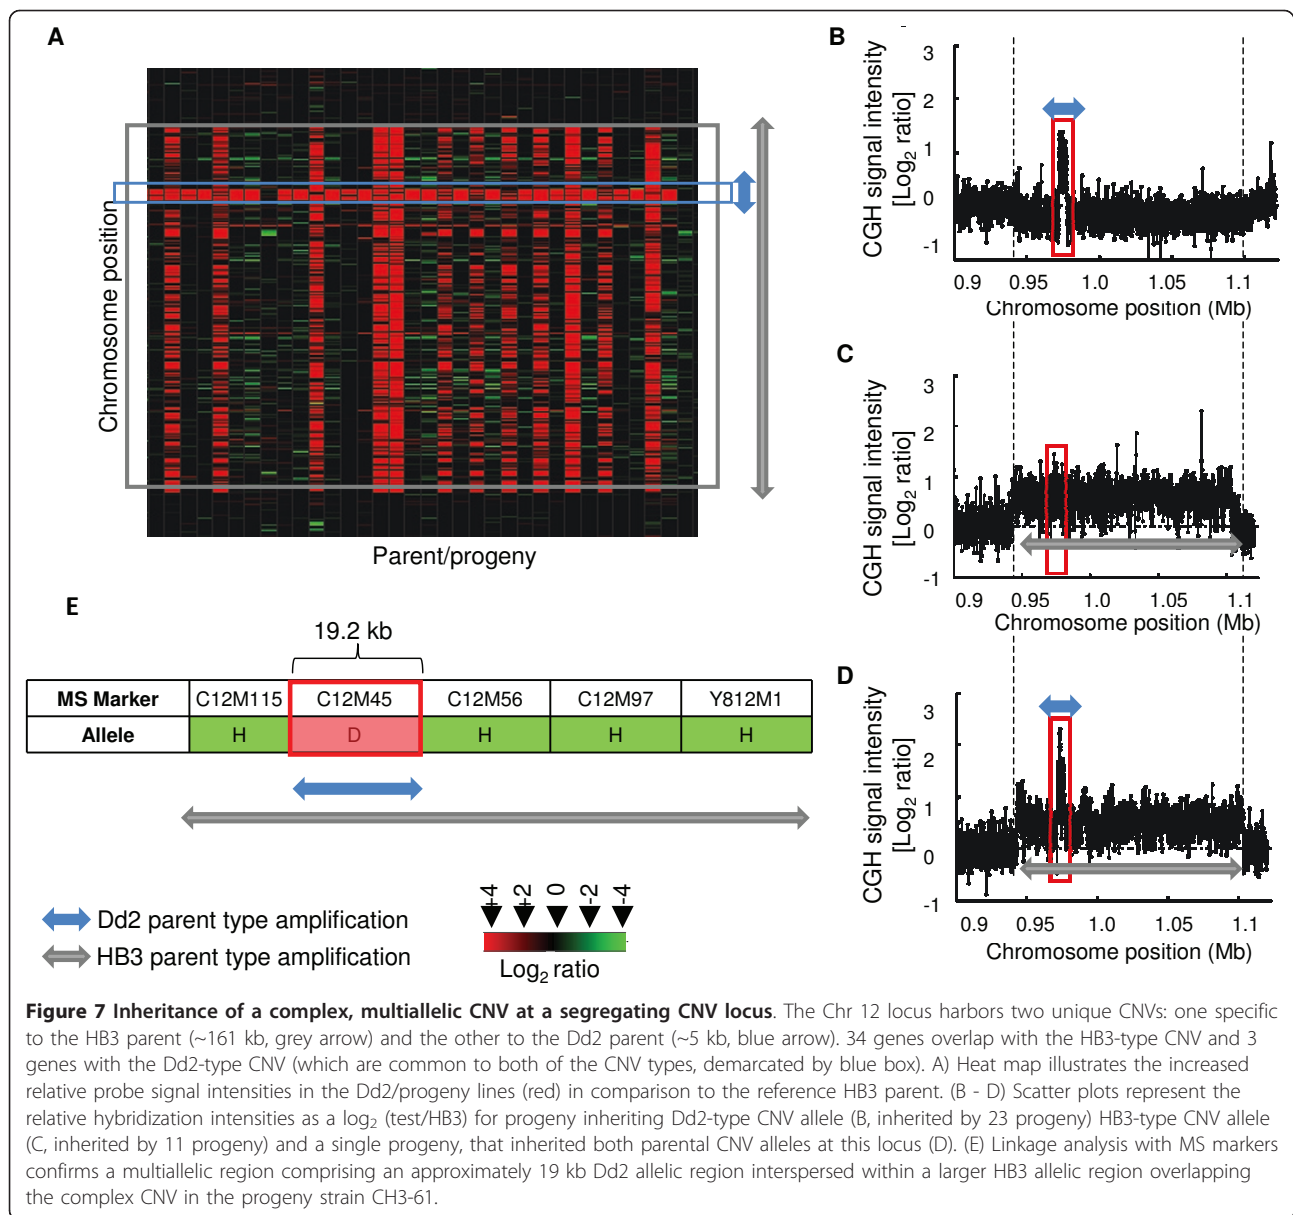 A
Chromosome position
Parent/progeny
B
CGH signal intensity
[Log2 ratio]
3
2
1
0
-1
0.9
0.95
1.0
1.1
Chromosome position (Mb)
C
CGH signal intensity
[Log2 ratio]
3
2
1
0
-1
0.9
0.95
1.0
1.05
1.1
Chromosome position (Mb)
D
CGH signal intensity
[Log2 ratio]
3
2
1
0
-1
0.9
0.95
1.0
1.05
1.1
Chromosome position (Mb)
E
19.2 kb
MS Marker C12M115 C12M45 C12M56 C12M97 Y812M1
Allele H D H H H
Dd2 parent type amplification
HB3 parent type amplification
+4 +2 0 -2 -4
Log2 ratio
Figure 7 Inheritance of a complex, multiallelic CNV at a segregating CNV locus. The Chr 12 locus harbors two unique CNVs: one specific
to the HB3 parent (~161 kb, grey arrow) and the other to the Dd2 parent (~5 kb, blue arrow). 34 genes overlap with the HB3-type CNV and 3
genes with the Dd2-type CNV (which are common to both of the CNV types, demarcated by blue box). A) Heat map illustrates the increased
relative probe signal intensities in the Dd2/progeny lines (red) in comparison to the reference HB3 parent. (B - D) Scatter plots represent the
relative hybridization intensities as a log2 (test/HB3) for progeny inheriting Dd2-type CNV allele (B, inherited by 23 progeny) HB3-type CNV allele
(C, inherited by 11 progeny) and a single progeny, that inherited both parental CNV alleles at this locus (D). (E) Linkage analysis with MS markers
confirms a multiallelic region comprising an approximately 19 kb Dd2 allelic region interspersed within a larger HB3 allelic region overlapping
the complex CNV in the progeny strain CH3-61.